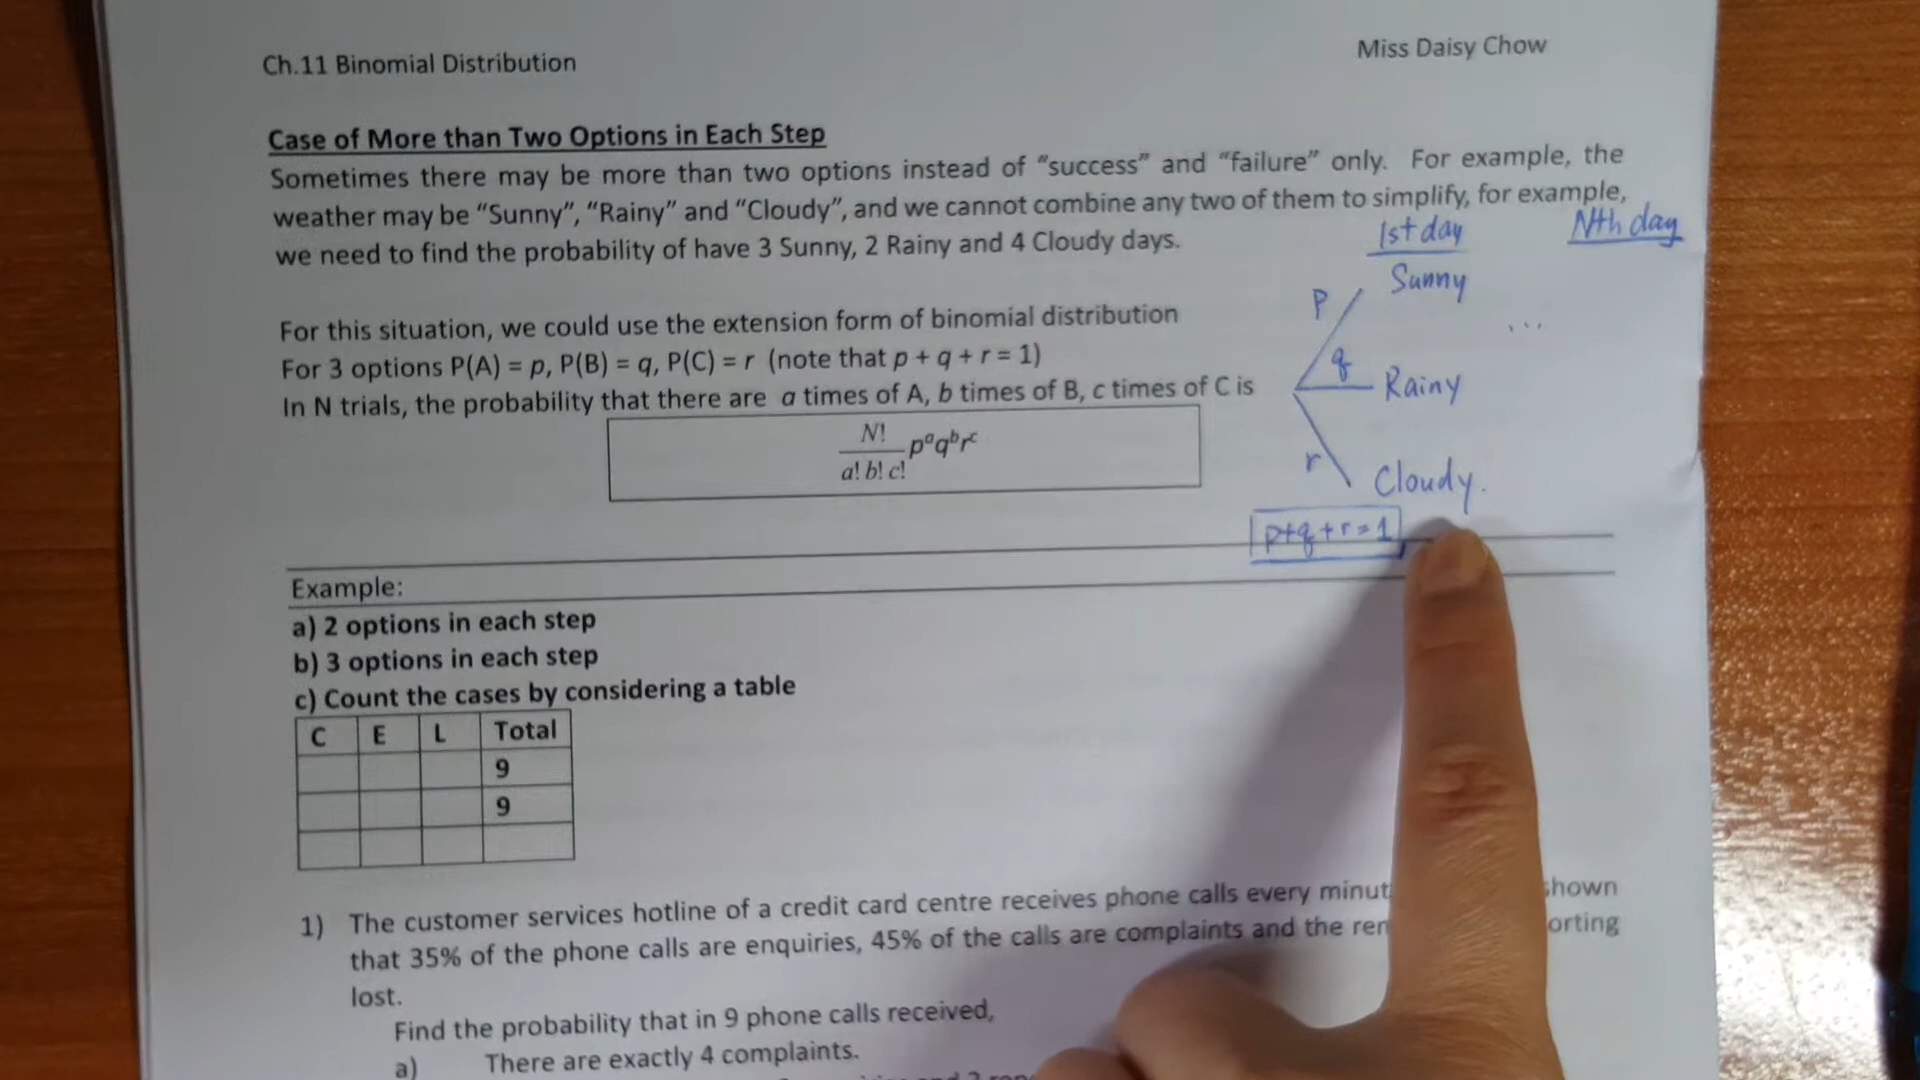 Ch.11 Binomial Distribution
Miss Daisy Chow
Case of More than Two Options in Each Step
Sometimes there may be more than two options instead of “success” and “failure” only. For example, the
weather may be “Sunny”, “Rainy” and “Cloudy”, and we cannot combine any two of them to simplify, for example,
we need to find the probability of have 3 Sunny, 2 Rainy and 4 Cloudy days.
1st day
Nth day
Sunny
p
...
q
Rainy
r
Cloudy.
p+q+r=1
For this situation, we could use the extension form of binomial distribution
For 3 options P(A) = p, P(B) = q, P(C) = r (note that p + q + r = 1)
In N trials, the probability that there are a times of A, b times of B, c times of C is
N!
a! b! c!
pᵃqᵇrᶜ
Example:
a) 2 options in each step
b) 3 options in each step
c) Count the cases by considering a table
C E L Total
9
9
1) The customer services hotline of a credit card centre receives phone calls every minut hown
that 35% of the phone calls are enquiries, 45% of the calls are complaints and the rem orting
lost.
Find the probability that in 9 phone calls received,
a) There are exactly 4 complaints.